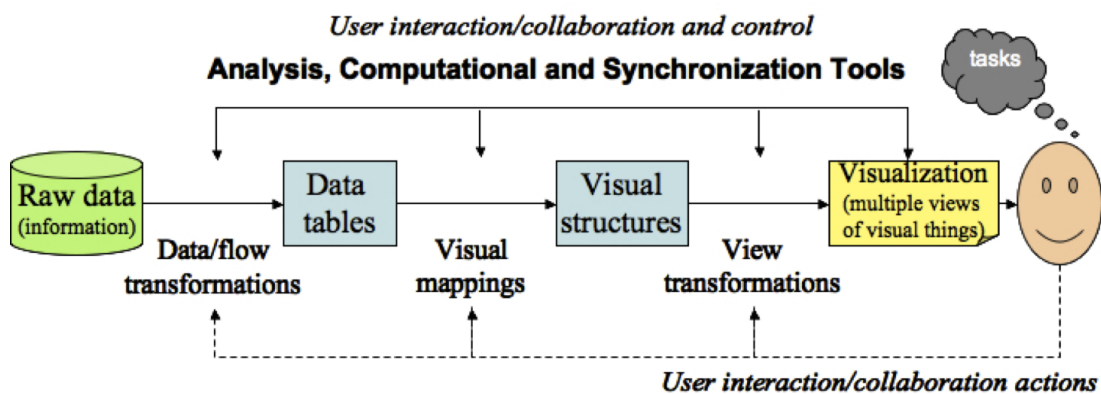 User interaction/collaboration and control
Analysis, Computational and Synchronization Tools
tasks
Raw data
(information)
Data
tables
Visual
structures
Visualization
(multiple views
of visual things)
Data/flow
transformations
Visual
mappings
View
transformations
User interaction/collaboration actions